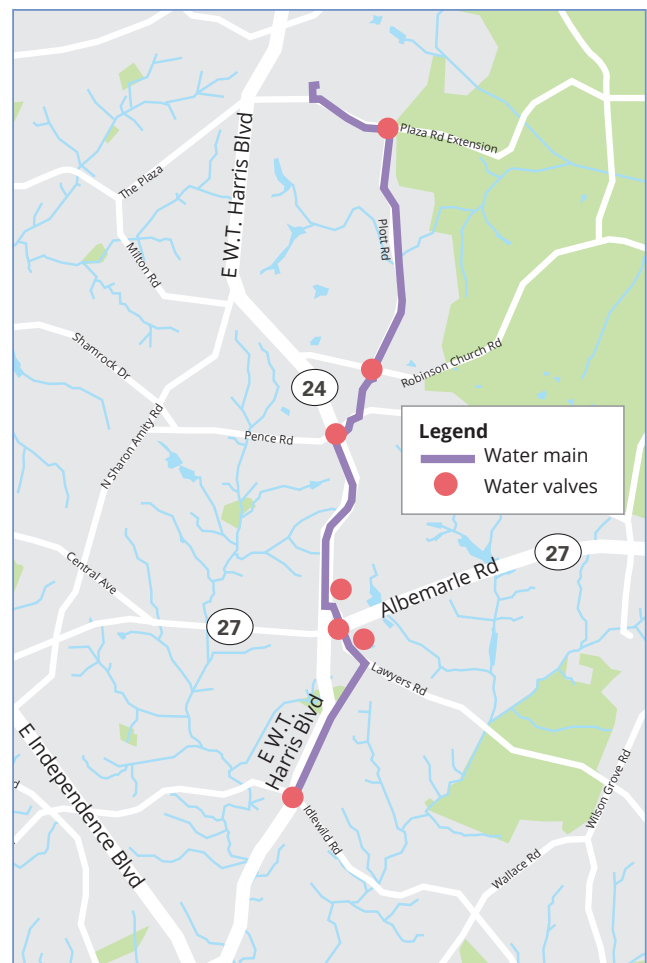 Plaza Rd Extension
E W.T. Harris Blvd
The Plaza
Plott Rd
Milton Rd
Shamrock Dr
Robinson Church Rd
24
N Sharon Amity Rd
Pence Rd
Legend
Water main
Water valves
27
Albemarle Rd
Central Ave
27
Lawyers Rd
E W.T.
Harris Blvd
E Independence Blvd
Idlewild Rd
Wilson Grove Rd
Wallace Rd